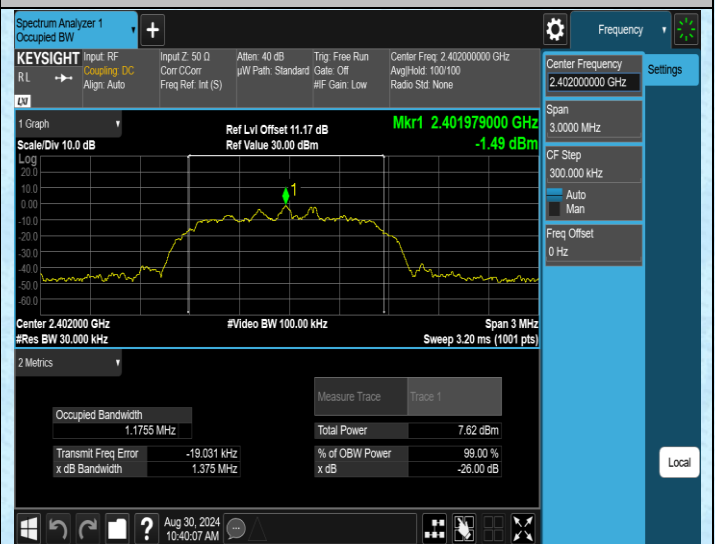 Spectrum Analyzer 1
Occupied BW
+
Frequency
KEYSIGHT
RL
LXI
Input: RF
Coupling: DC
Align: Auto
Input Z: 50 Ω
Corr CCorr
Freq Ref: Int (S)
Atten: 40 dB
µW Path: Standard
Trig: Free Run
Gate: Off
#IF Gain: Low
Center Freq: 2.402000000 GHz
Avg|Hold: 100/100
Radio Std: None
Center Frequency
2.402000000 GHz
Settings
Span
3.0000 MHz
CF Step
300.000 kHz
Auto
Man
Freq Offset
0 Hz
1 Graph
Scale/Div 10.0 dB
Ref Lvl Offset 11.17 dB
Ref Value 30.00 dBm
Mkr1 2.401979000 GHz
-1.49 dBm
Log
20.0
10.0
0.00
-10.0
-20.0
-30.0
-40.0
-50.0
-60.0
1
Center 2.402000 GHz
#Res BW 30.000 kHz
#Video BW 100.00 kHz
Span 3 MHz
Sweep 3.20 ms (1001 pts)
2 Metrics
Measure Trace
Trace 1
Occupied Bandwidth
1.1755 MHz
Total Power 7.62 dBm
Transmit Freq Error -19.031 kHz
% of OBW Power 99.00 %
x dB Bandwidth 1.375 MHz
x dB -26.00 dB
Local
?
Aug 30, 2024
10:40:07 AM